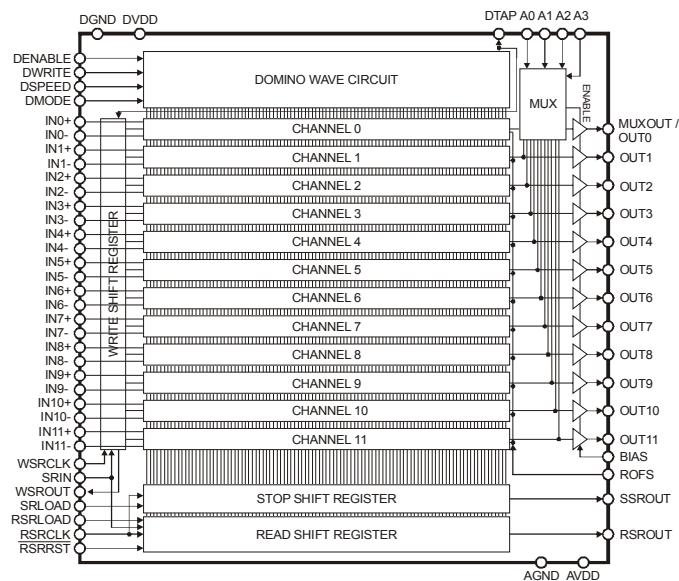 DGND DVDD DTAP A0 A1 A2 A3
DENABLE
DWRITE
DSPEED
DMODE
DOMINO WAVE CIRCUIT
MUX
ENABLE
IN0+
IN0-
IN1+
IN1-
IN2+
IN2-
IN3+
IN3-
IN4+
IN4-
IN5+
IN5-
IN6+
IN6-
IN7+
IN7-
IN8+
IN8-
IN9+
IN9-
IN10+
IN10-
IN11+
IN11-
WRITE SHIFT REGISTER
CHANNEL 0
CHANNEL 1
CHANNEL 2
CHANNEL 3
CHANNEL 4
CHANNEL 5
CHANNEL 6
CHANNEL 7
CHANNEL 8
CHANNEL 9
CHANNEL 10
CHANNEL 11
MUXOUT /
OUT0
OUT1
OUT2
OUT3
OUT4
OUT5
OUT6
OUT7
OUT8
OUT9
OUT10
OUT11
BIAS
ROFS
WSRCLK
SRIN
WSROUT
SRLOAD
RSRLOAD
RSRCLK
RSRRST
STOP SHIFT REGISTER
SSROUT
READ SHIFT REGISTER
RSROUT
AGND AVDD